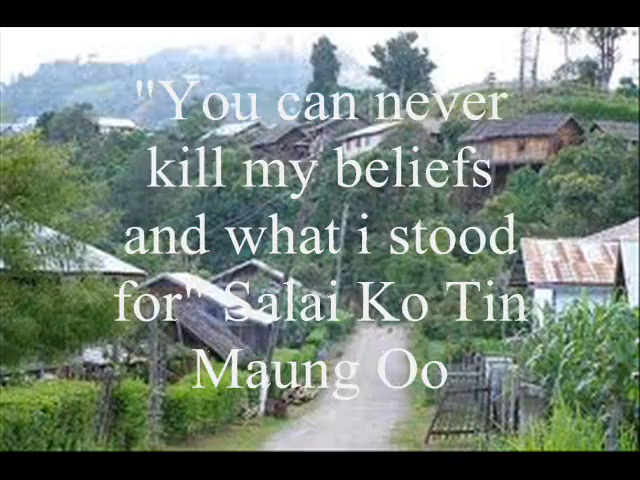 "You can never
kill my beliefs
and what i stood
for" Salai Ko Tin
Maung Oo